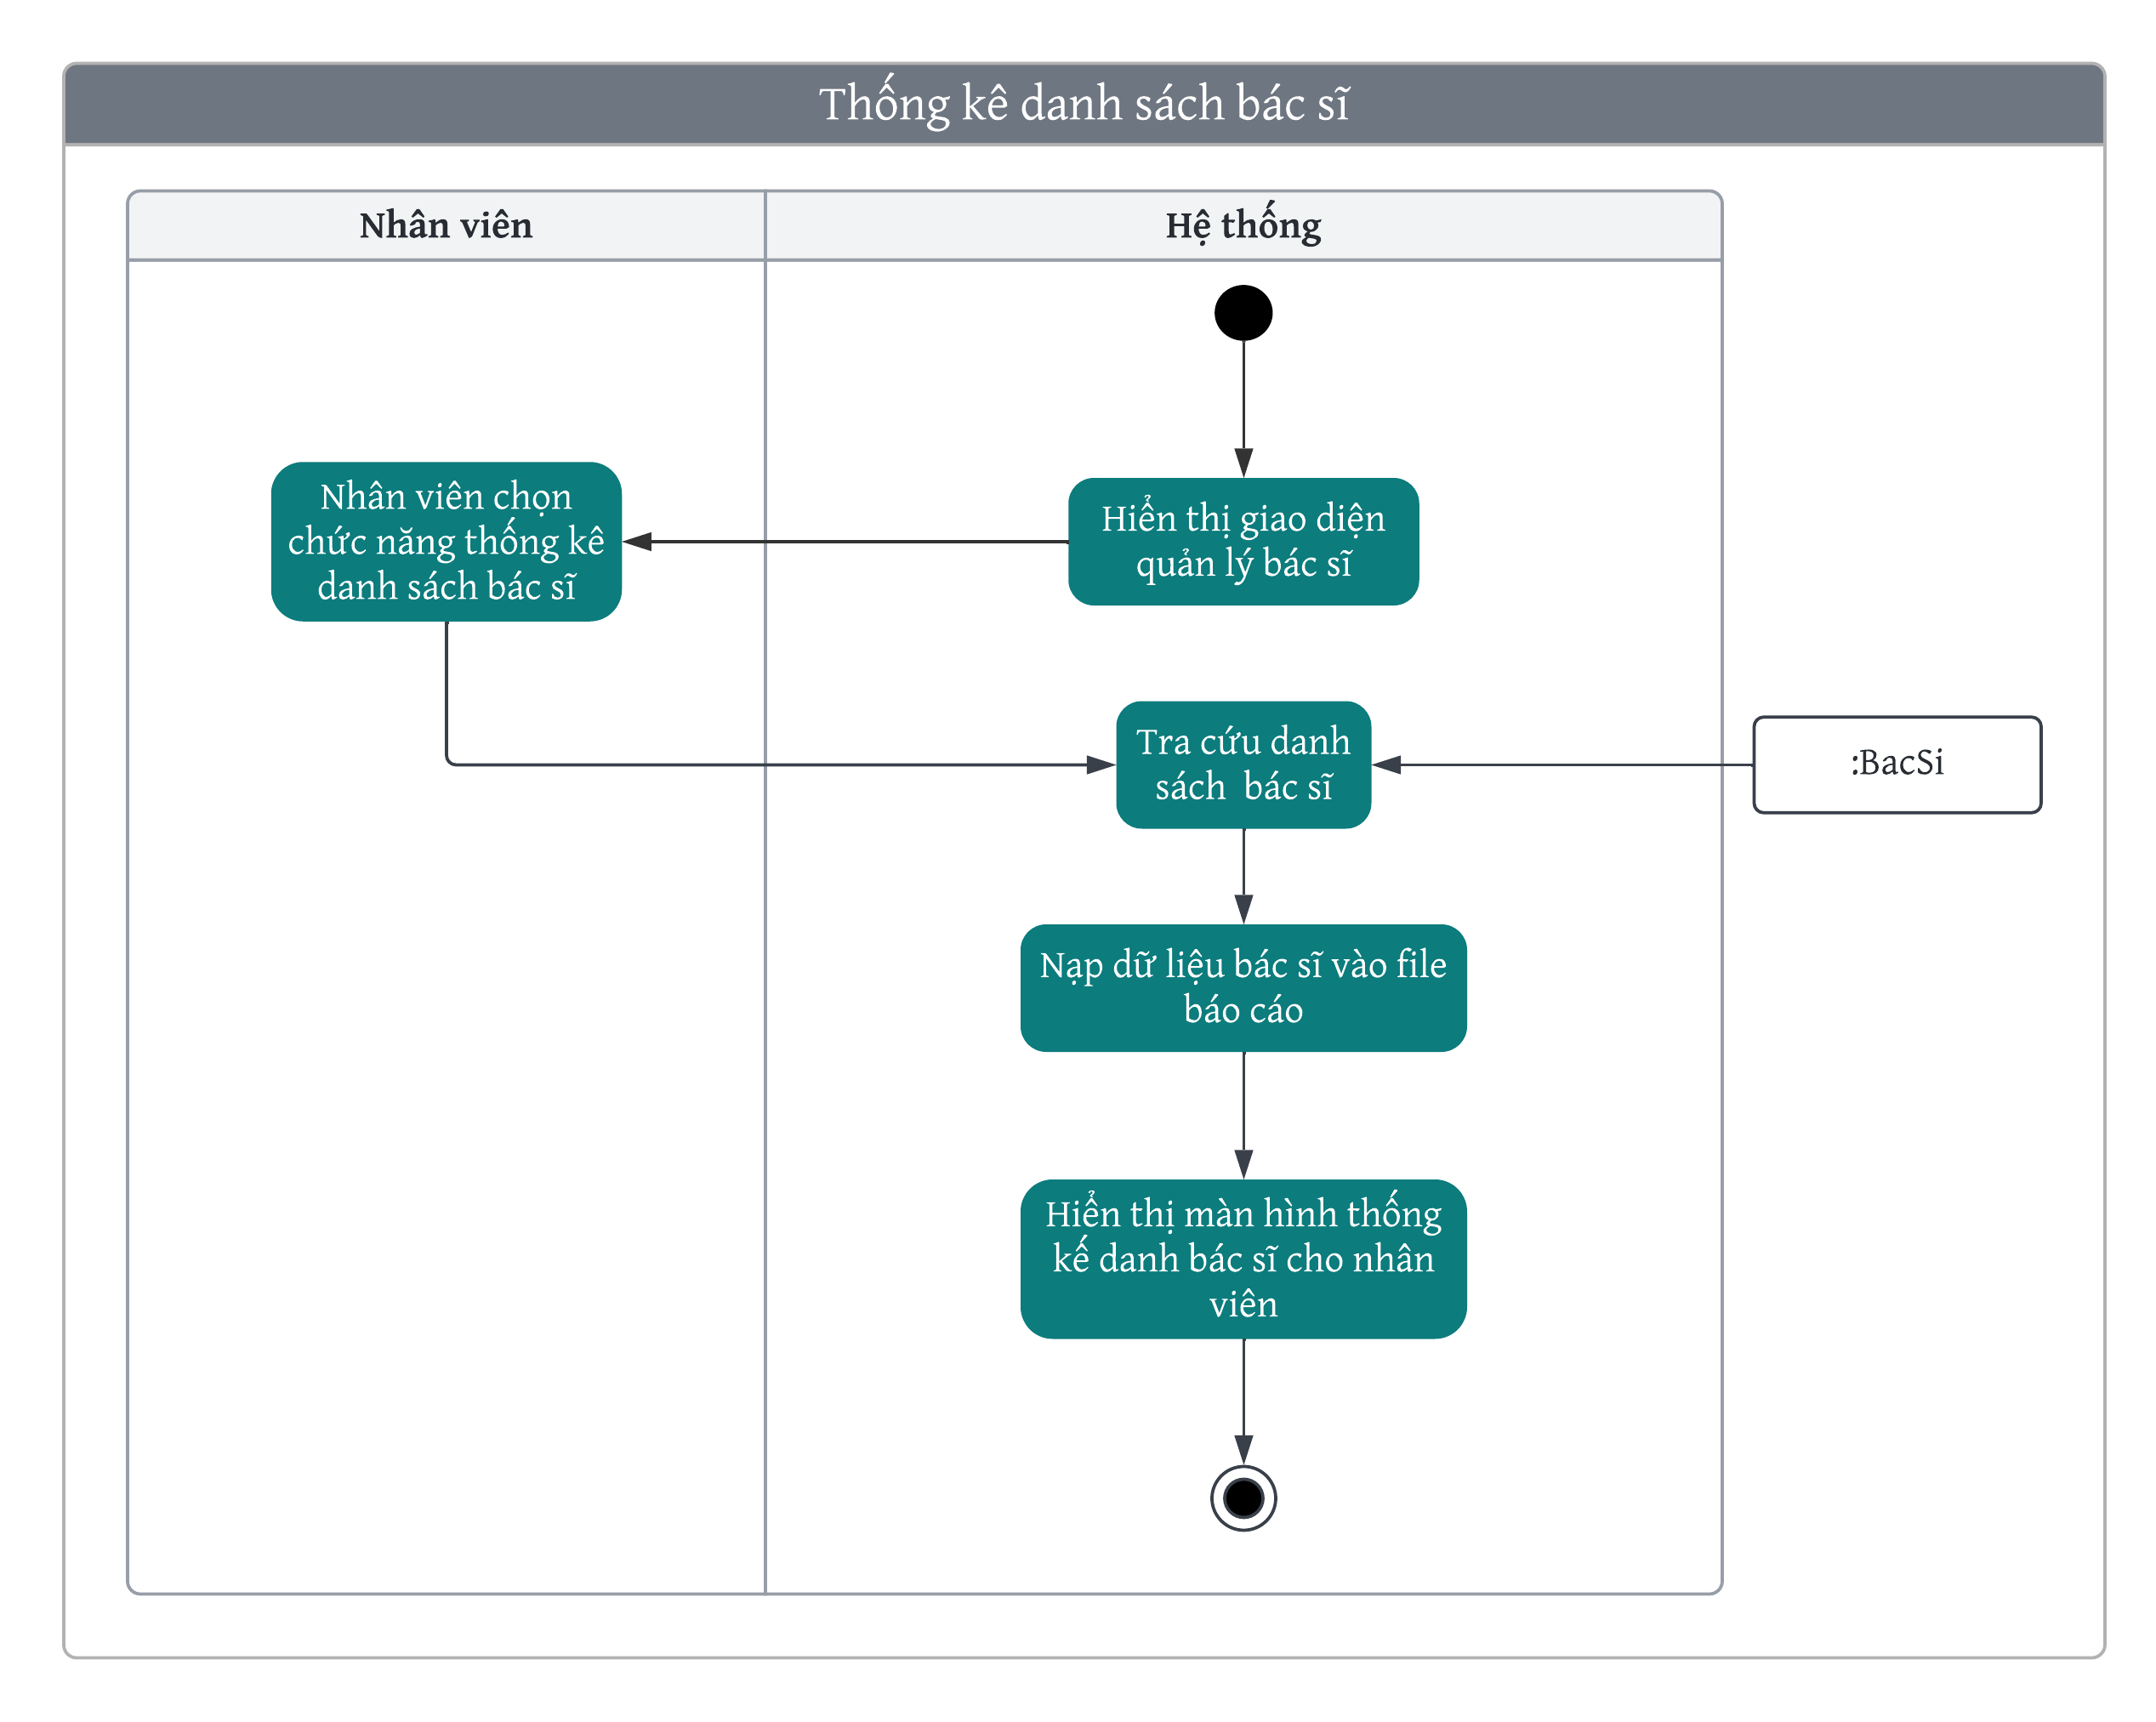 Thống kê danh sách bác sĩ
Nhân viên
Hệ thống
Nhân viên chọn
chức năng thống kê
danh sách bác sĩ
Hiển thị giao diện
quản lý bác sĩ
Tra cứu danh
sách  bác sĩ
:BacSi
Nạp dữ liệu bác sĩ vào file
báo cáo
Hiển thị màn hình thống
kế danh bác sĩ cho nhân
viên